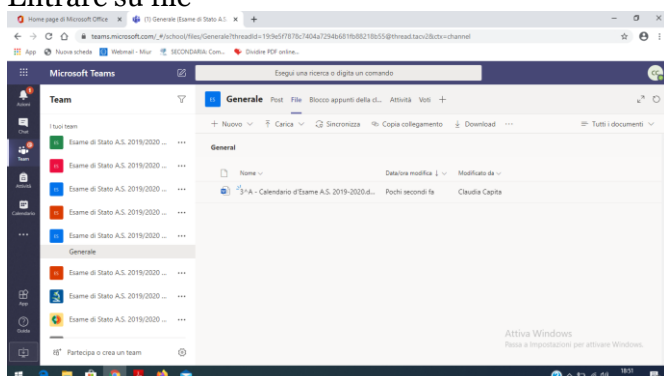 Entrare su file
Home page di Microsoft Office
(1) Generale (Esame di Stato A.S.
teams.microsoft.com/_#/school/files/Generale?threadId=19:9e5f7878c7404a7294b681fb88218b55@thread.tacv2&ctx=channel
App Nuova scheda Webmail - Miur SECONDARIA: Com... Dividire PDF online...
Microsoft Teams
Esegui una ricerca o digita un comando
CC
Team
Generale Post File Blocco appunti della cl... Attività Voti
I tuoi team
Nuovo Carica Sincronizza Copia collegamento Download ... Tutti i documenti
Esame di Stato A.S. 2019/2020 ... ...
General
Esame di Stato A.S. 2019/2020 ... ...
Nome Data/ora modifica Modificato da
Esame di Stato A.S. 2019/2020 ... ...
3^A - Calendario d'Esame A.S. 2019-2020.d... Pochi secondi fa Claudia Capita
Esame di Stato A.S. 2019/2020 ... ...
Esame di Stato A.S. 2019/2020 ... ...
Generale
Esame di Stato A.S. 2019/2020 ... ...
Esame di Stato A.S. 2019/2020 ... ...
Esame di Stato A.S. 2019/2020 ... ...
Partecipa o crea un team
Chat
Team
Attività
Calendario
App
Guida
Attiva Windows
Passa a Impostazioni per attivare Windows.
18:51